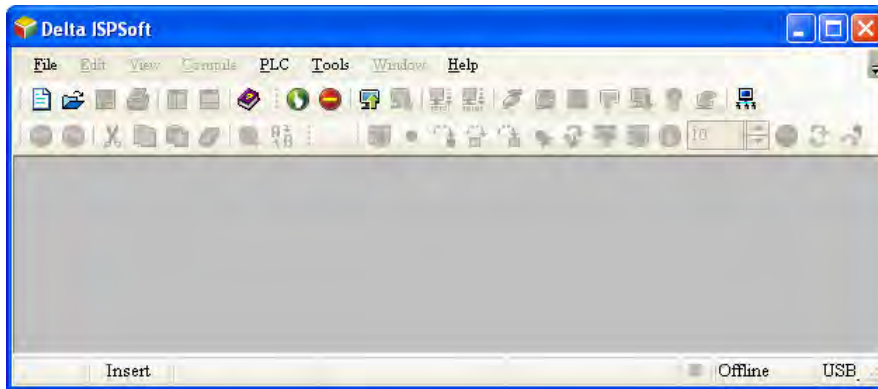 Delta ISPSoft
File Edit View Compile PLC Tools Window Help
10
Insert Offline USB